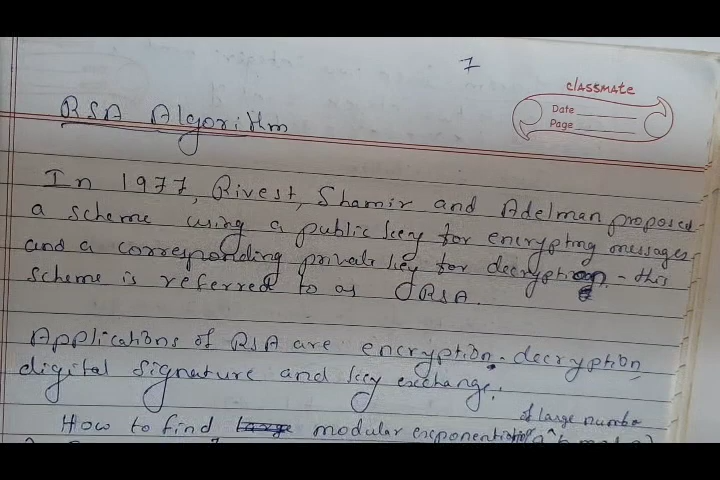 7
classmate
Date
Page
RSA Algorithm
In 1977, Rivest, Shamir and Adelman proposed
a scheme using a public key for encrypting messages
and a corresponding private key for decryption. - this
scheme is referred to as RSA.
Applications of RSA are encryption-decryption
digital signature and key exchange.
of large number
How to find modular exponentiation